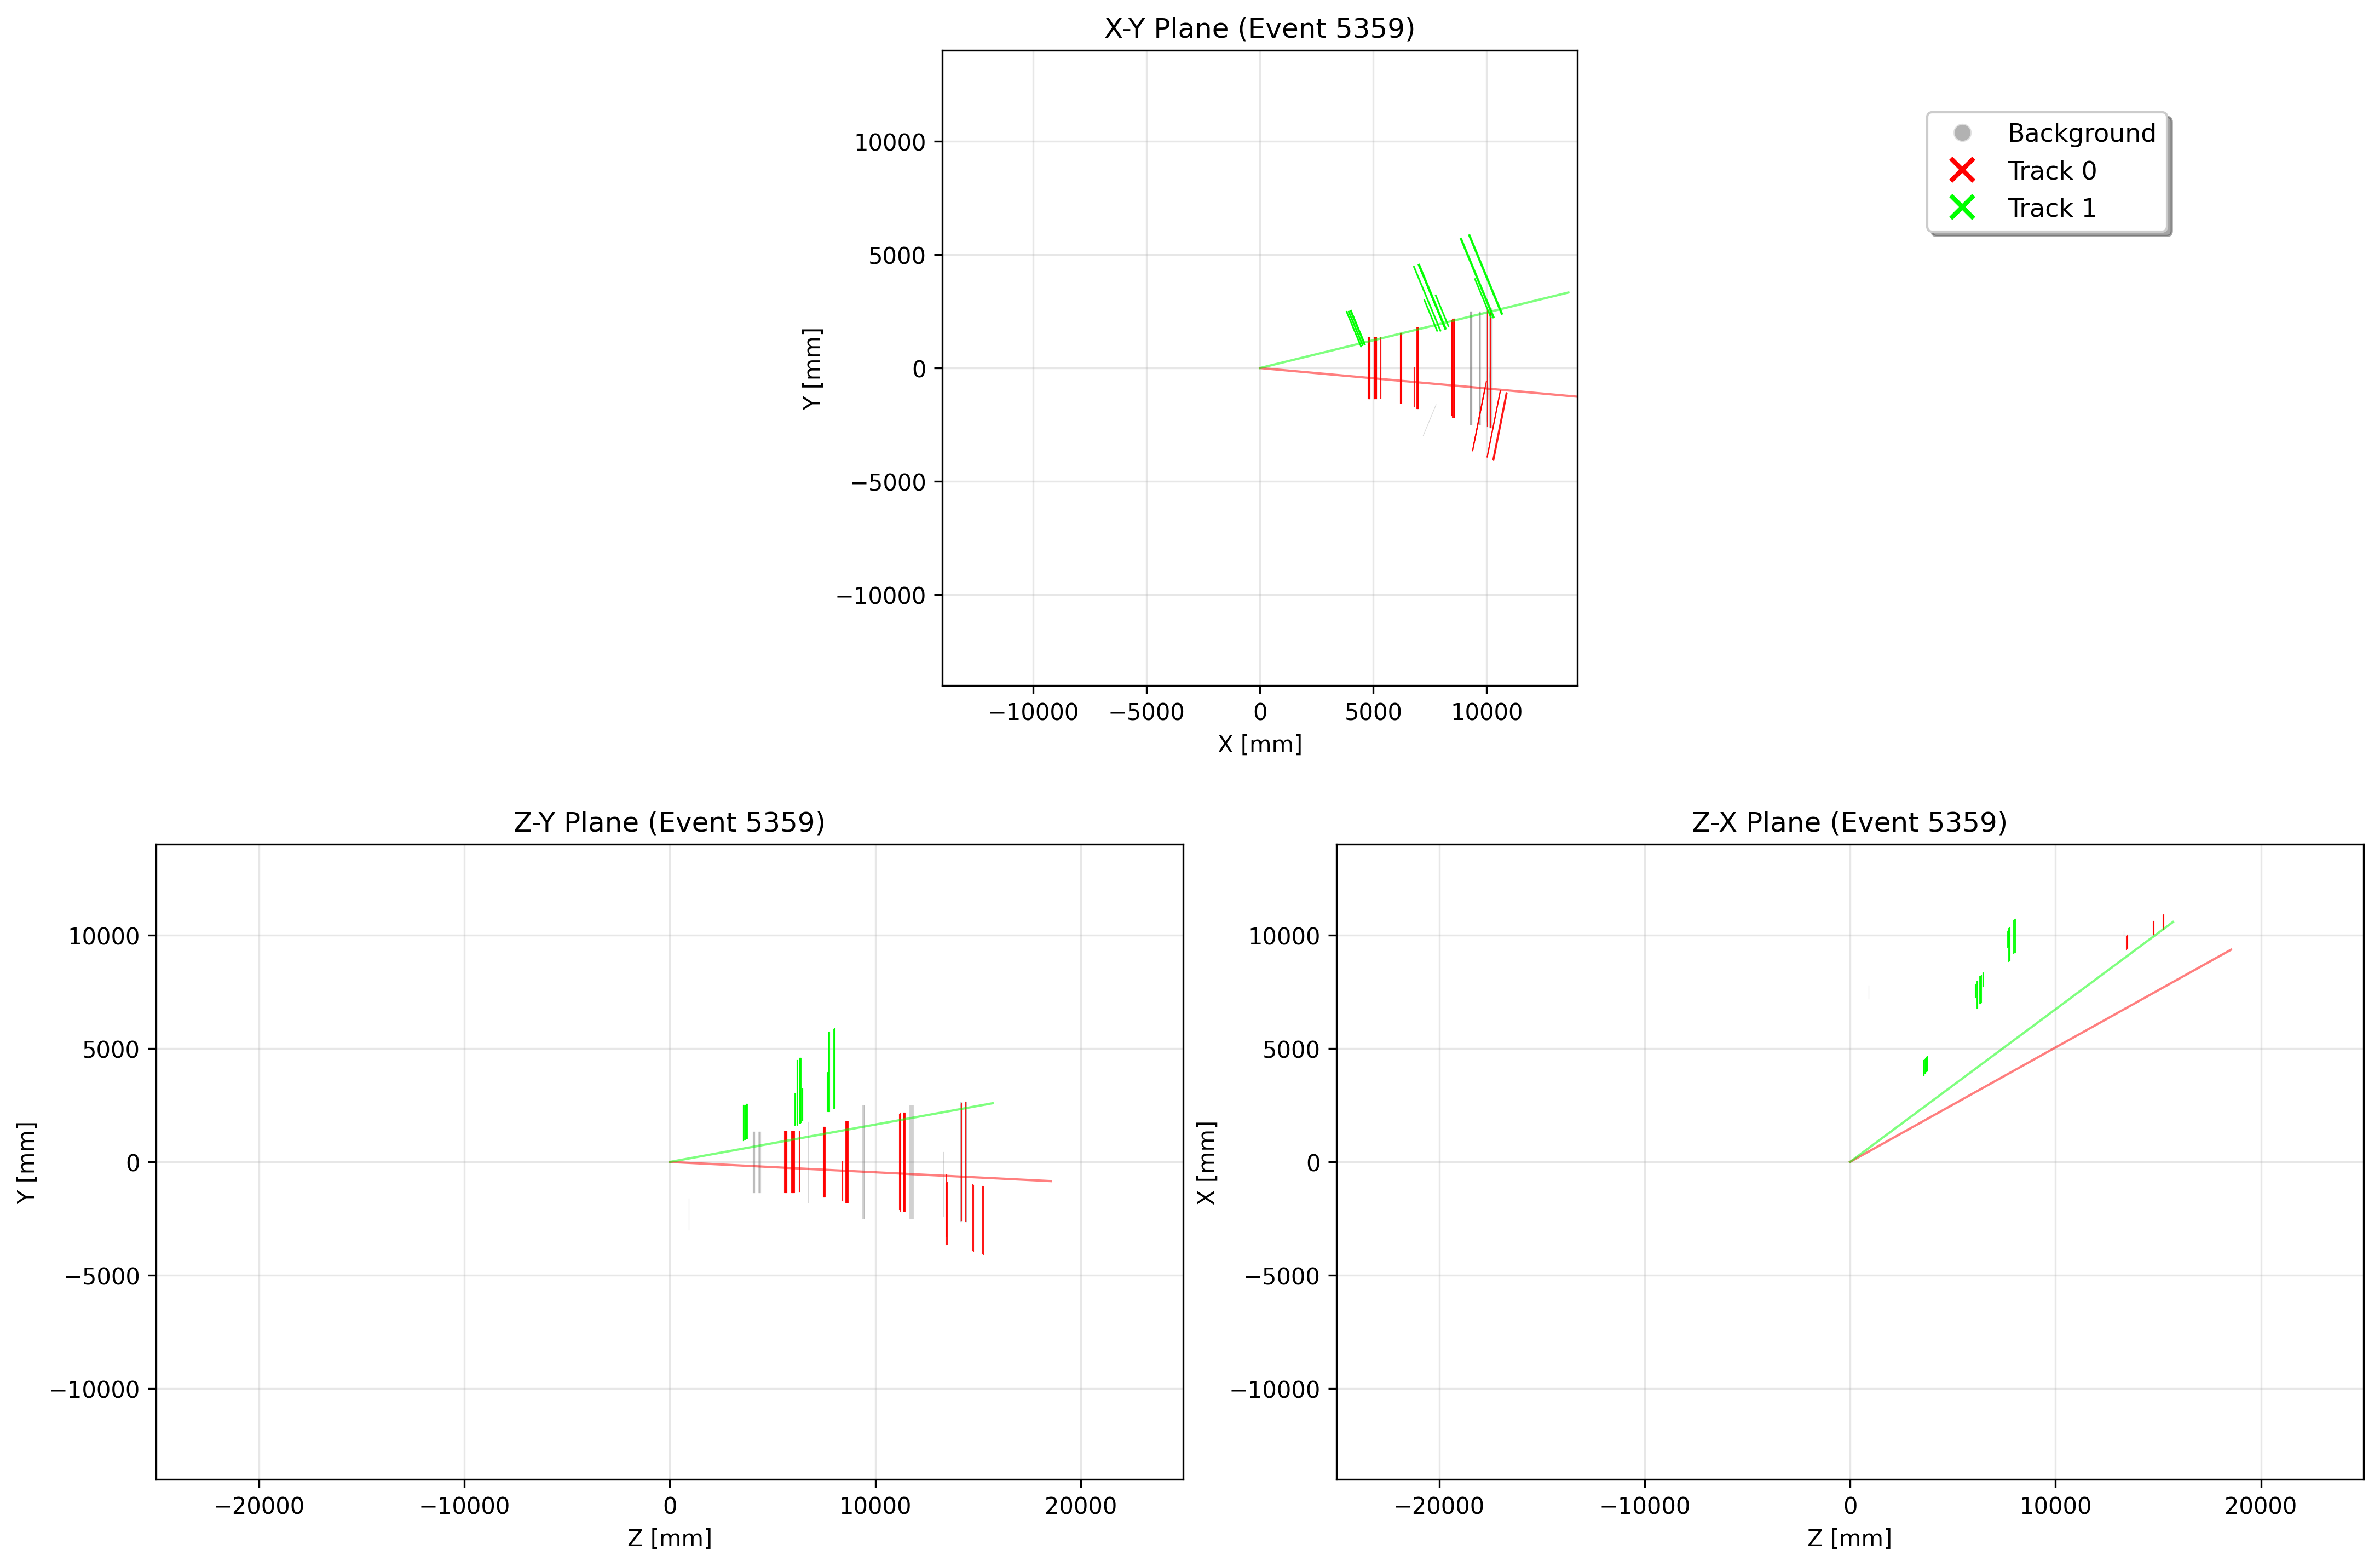 X-Y Plane (Event 5359)
10000
5000
0
−5000
−10000
Y [mm]
−10000 −5000 0 5000 10000
X [mm]
Background
Track 0
Track 1
Z-Y Plane (Event 5359)
10000
5000
0
−5000
−10000
Y [mm]
−20000 −10000 0 10000 20000
Z [mm]
Z-X Plane (Event 5359)
10000
5000
0
−5000
−10000
X [mm]
−20000 −10000 0 10000 20000
Z [mm]